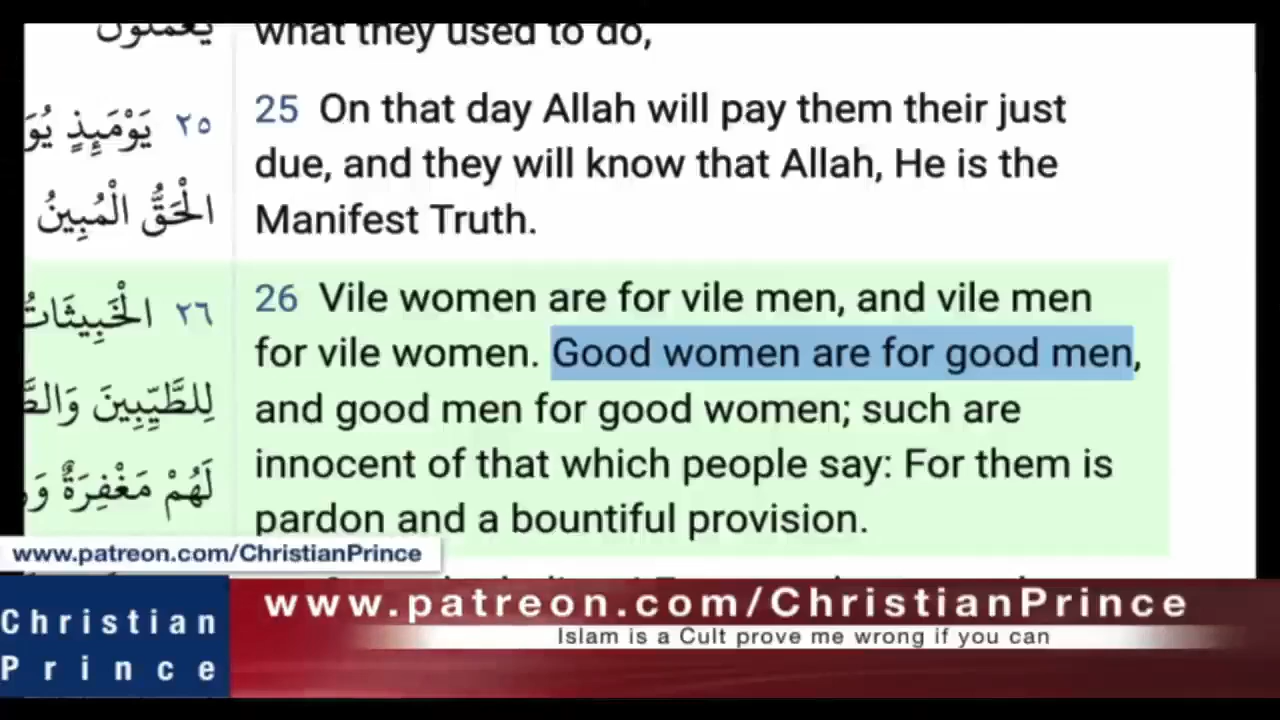 يَعْمَلُونَ
what they used to do,
٢٥ يَوْمَئِذٍ
25 On that day Allah will pay them their just
due, and they will know that Allah, He is the
الْحَقُّ الْمُبِينُ
Manifest Truth.
٢٦ الْخَبِيثَاتُ
26 Vile women are for vile men, and vile men
for vile women. Good women are for good men,
لِلطَّيِّبِينَ
and good men for good women; such are
innocent of that which people say: For them is
لَهُم مَّغْفِرَةٌ
pardon and a bountiful provision.
www.patreon.com/ChristianPrince
Christian
Prince
www.patreon.com/ChristianPrince
Islam is a Cult prove me wrong if you can